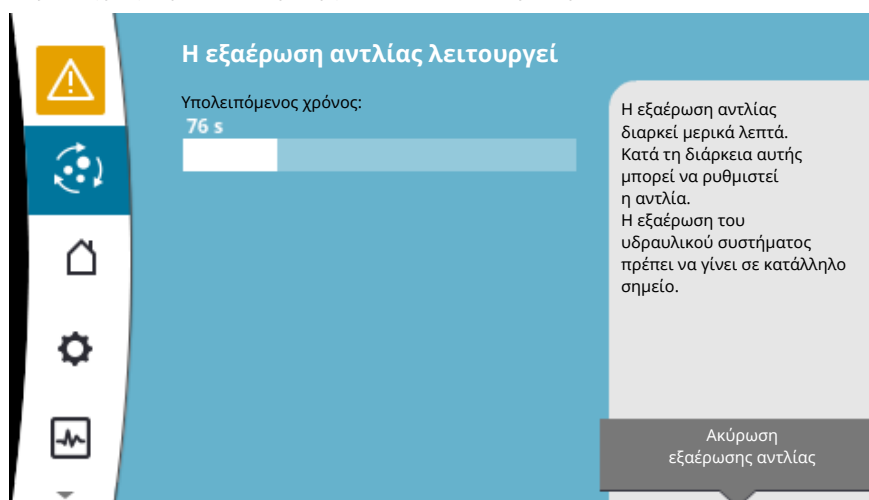 Η εξαέρωση αντλίας λειτουργεί
Υπολειπόμενος χρόνος:
76 s
Η εξαέρωση αντλίας
διαρκεί μερικά λεπτά.
Κατά τη διάρκεια αυτής
μπορεί να ρυθμιστεί
η αντλία.
Η εξαέρωση του
υδραυλικού συστήματος
πρέπει να γίνει σε κατάλληλο
σημείο.
Ακύρωση
εξαέρωσης αντλίας